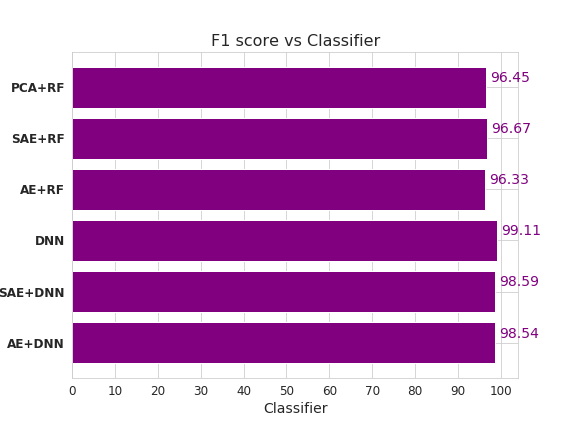 F1 score vs Classifier
PCA+RF 96.45
SAE+RF 96.67
AE+RF 96.33
DNN 99.11
SAE+DNN 98.59
AE+DNN 98.54
0 10 20 30 40 50 60 70 80 90 100
Classifier